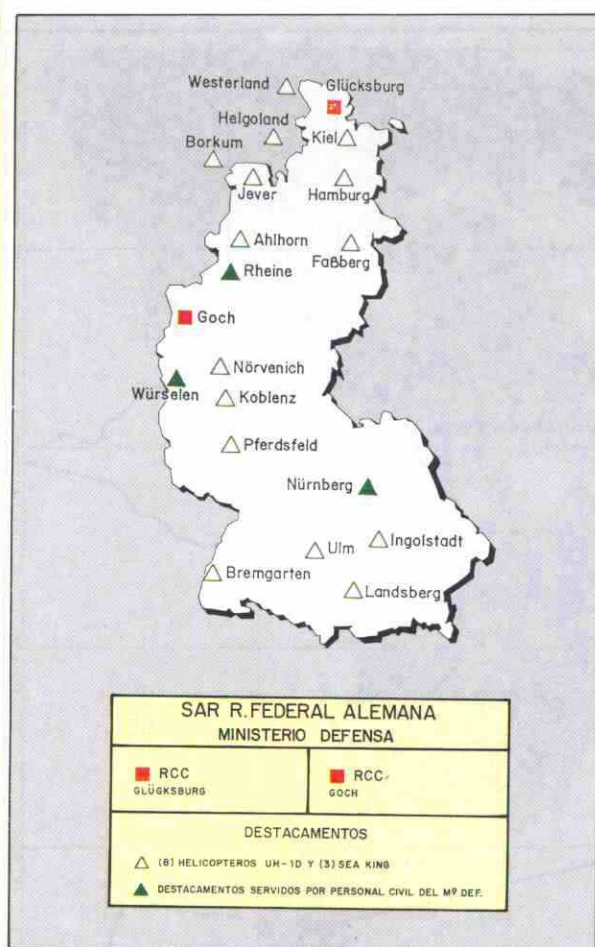 Westerland
Glücksburg
Helgoland
Borkum
Kiel
Jever
Hamburg
Ahlhorn
Faßberg
Rheine
Goch
Nörvenich
Würselen
Koblenz
Pferdsfeld
Nürnberg
Ulm
Ingolstadt
Bremgarten
Landsberg
SAR R.FEDERAL ALEMANA
MINISTERIO DEFENSA
RCC
GLÜGKSBURG
RCC
GOCH
DESTACAMENTOS
(6) HELICOPTEROS UH-1D Y (3) SEA KING
DESTACAMENTOS SERVIDOS POR PERSONAL CIVIL DEL Mº DEF.